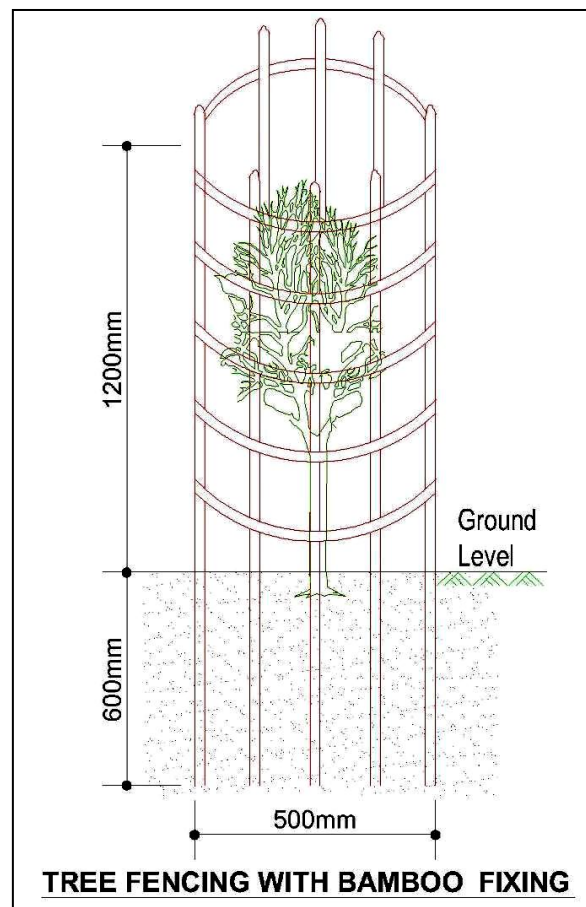 1200mm
Ground
Level
600mm
500mm
TREE FENCING WITH BAMBOO FIXING